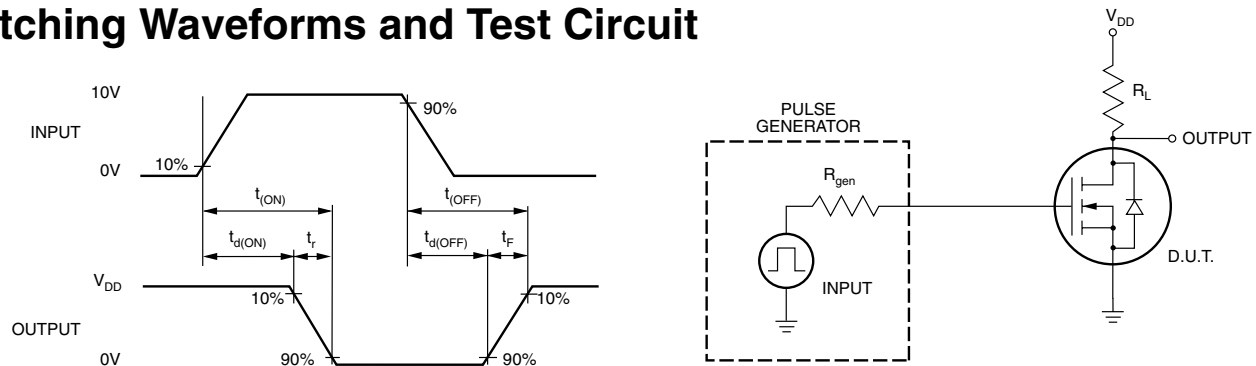 tching Waveforms and Test Circuit
10V
INPUT
0V
10%
90%
t(ON)
t(OFF)
td(ON)
tr
td(OFF)
tF
VDD
OUTPUT
0V
10%
90%
10%
90%
PULSE
GENERATOR
Rgen
INPUT
VDD
RL
OUTPUT
D.U.T.